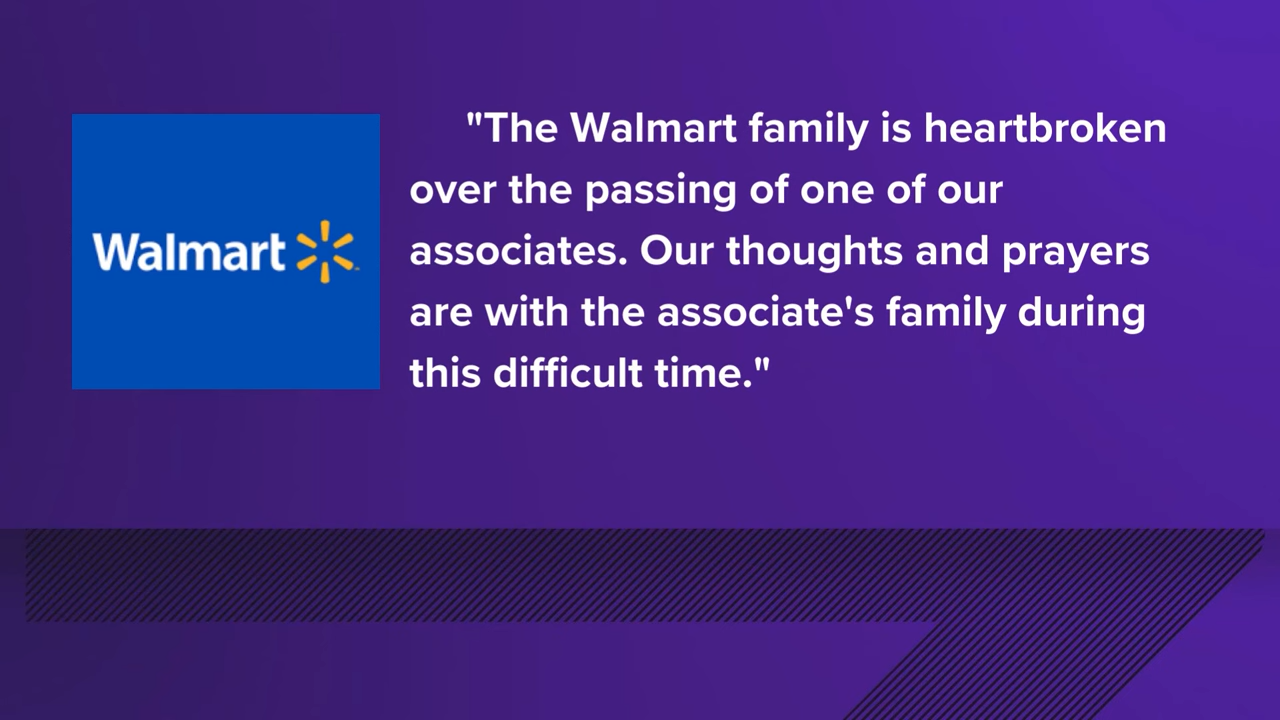 Walmart
"The Walmart family is heartbroken
over the passing of one of our
associates. Our thoughts and prayers
are with the associate's family during
this difficult time."